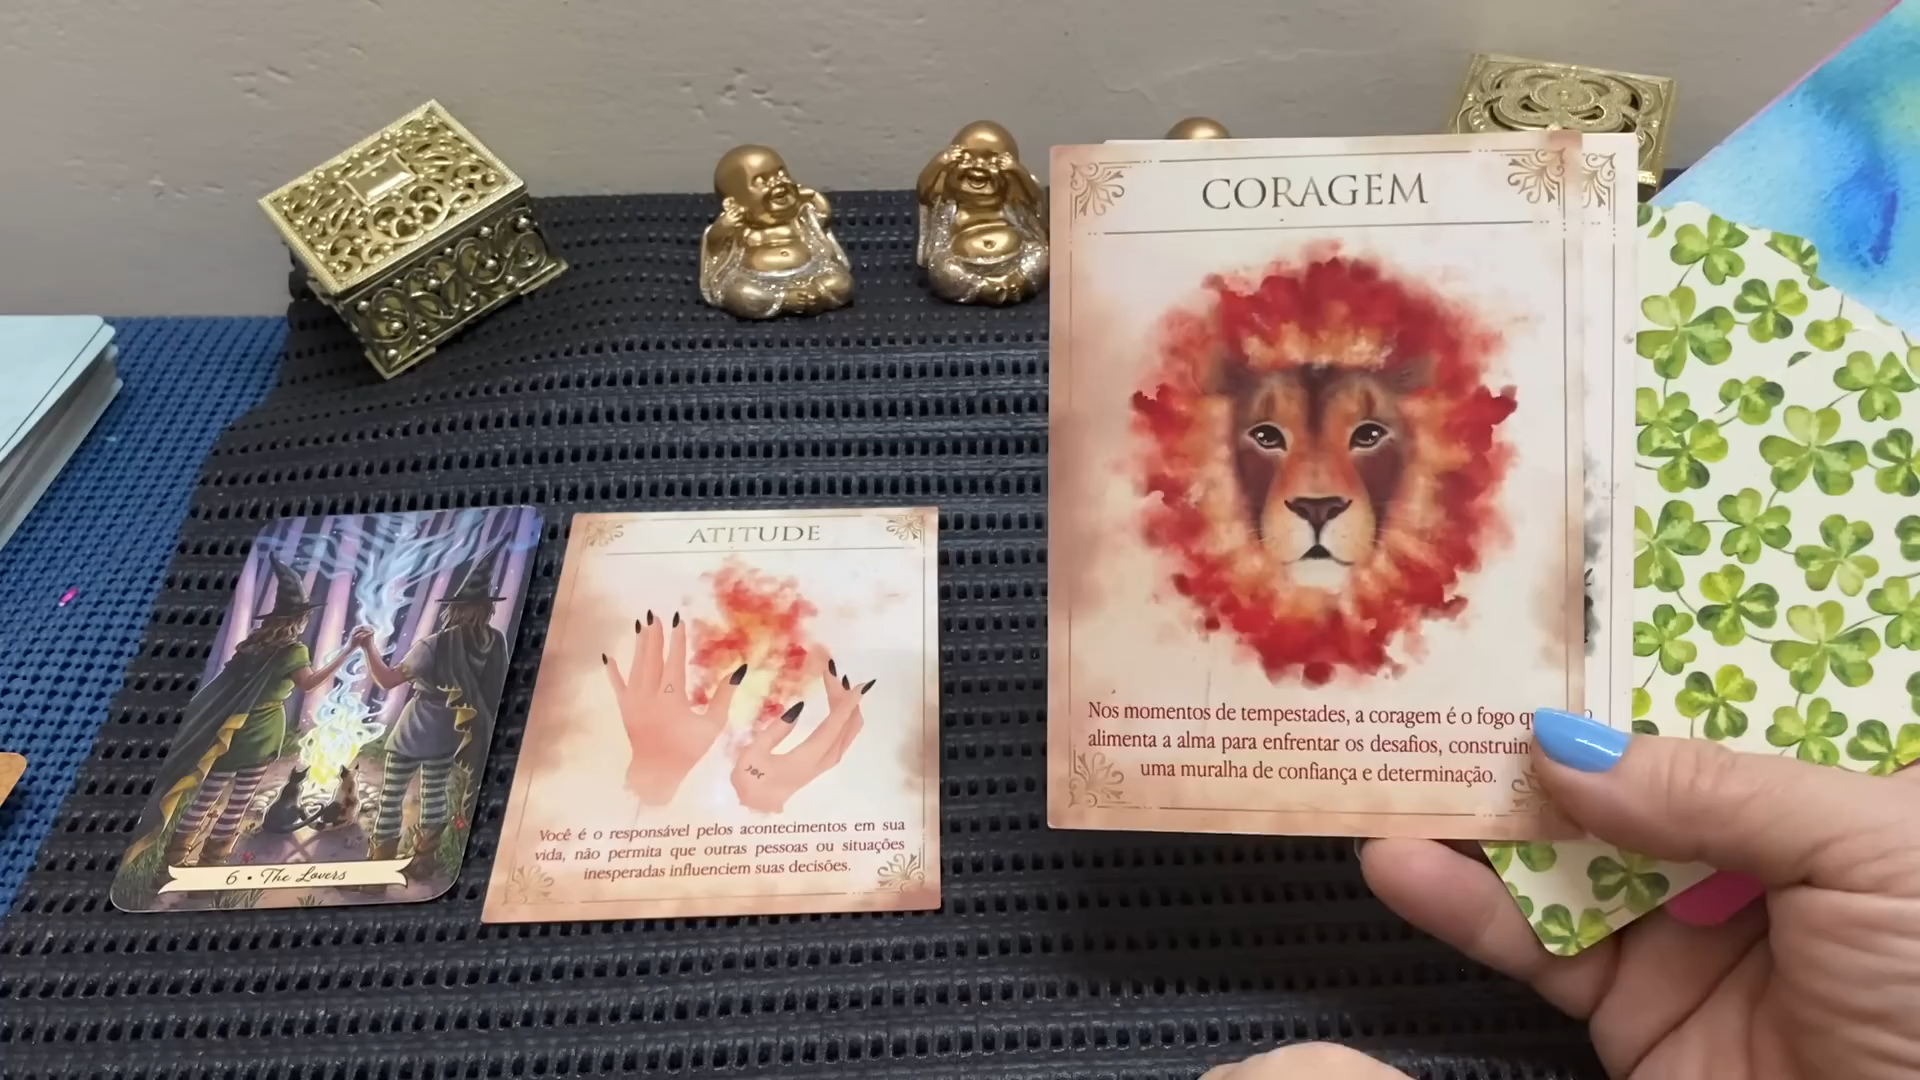 CORAGEM
Nos momentos de tempestades, a coragem é o fogo
alimenta a alma para enfrentar os desafios,
uma muralha de confiança e determinação.
ATITUDE
Você é o responsável pelos acontecimentos em sua
vida, não permita que outras pessoas ou situações
inesperadas influenciem suas decisões.
6 • The Lovers